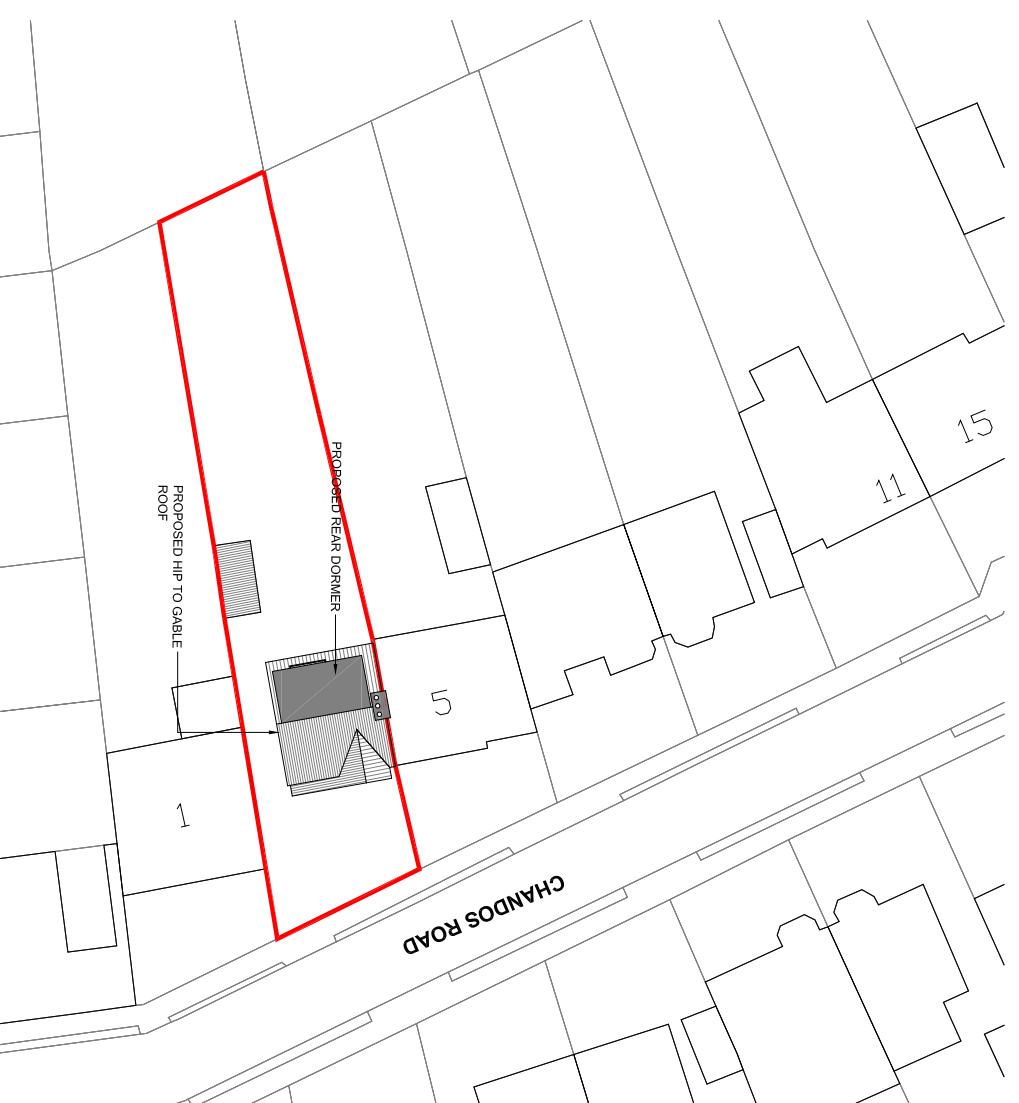 15
11
PROPOSED REAR DORMER
PROPOSED HIP TO GABLE
ROOF
5
1
CHANDOS ROAD